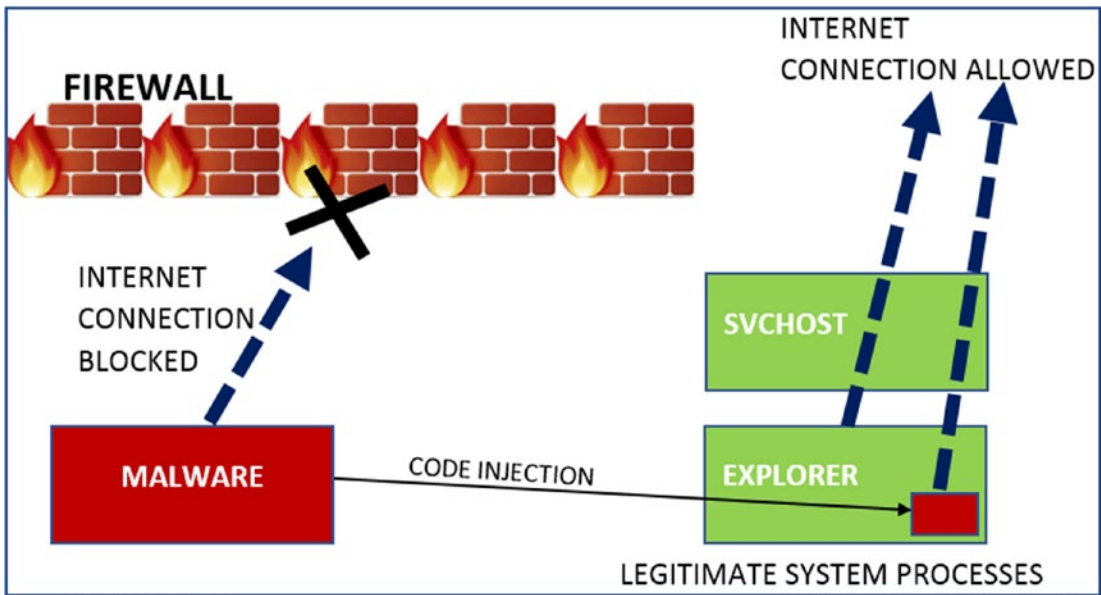 INTERNET
CONNECTION ALLOWED
FIREWALL
INTERNET
CONNECTION
BLOCKED
SVCHOST
MALWARE
CODE INJECTION
EXPLORER
LEGITIMATE SYSTEM PROCESSES